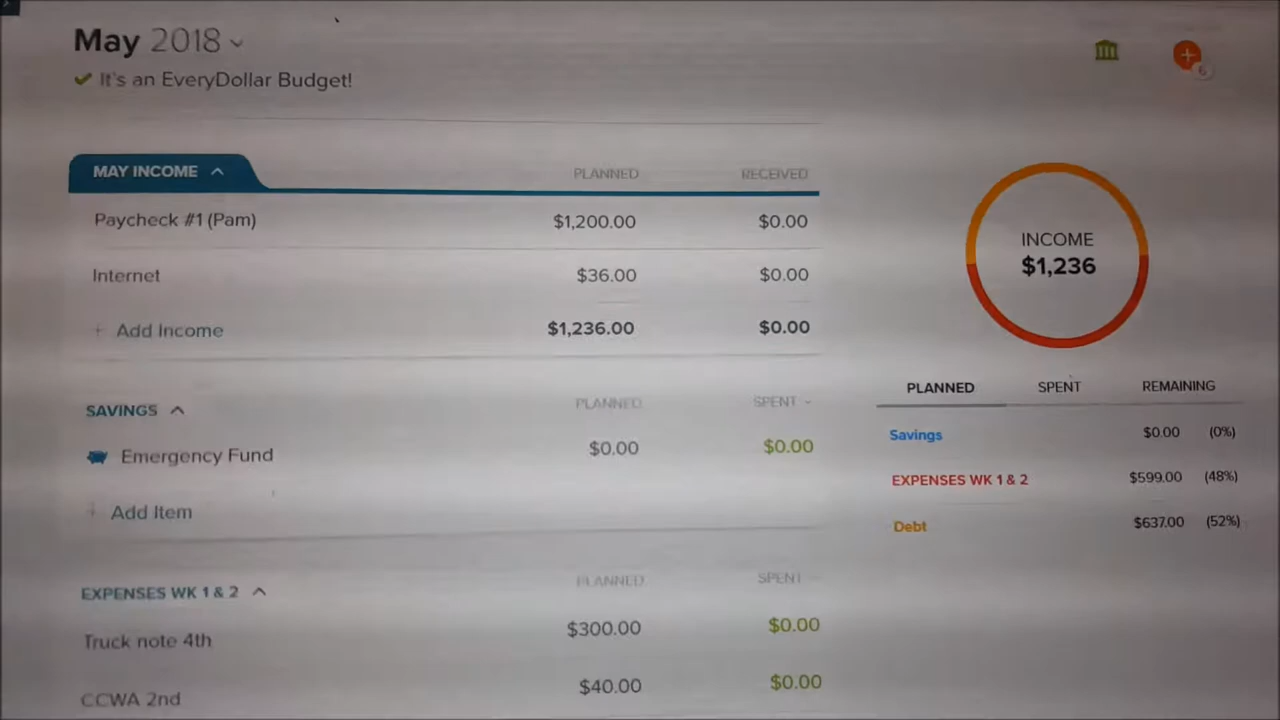 May 2018
It's an EveryDollar Budget!
6
MAY INCOME PLANNED RECEIVED
Paycheck #1 (Pam) $1,200.00 $0.00
Internet $36.00 $0.00
+ Add Income $1,236.00 $0.00
INCOME
$1,236
SAVINGS PLANNED SPENT
Emergency Fund $0.00 $0.00
+ Add Item
PLANNED SPENT REMAINING
Savings $0.00 (0%)
EXPENSES WK 1 & 2 $599.00 (48%)
Debt $637.00 (52%)
EXPENSES WK 1 & 2 PLANNED SPENT
Truck note 4th $300.00 $0.00
CCWA 2nd $40.00 $0.00